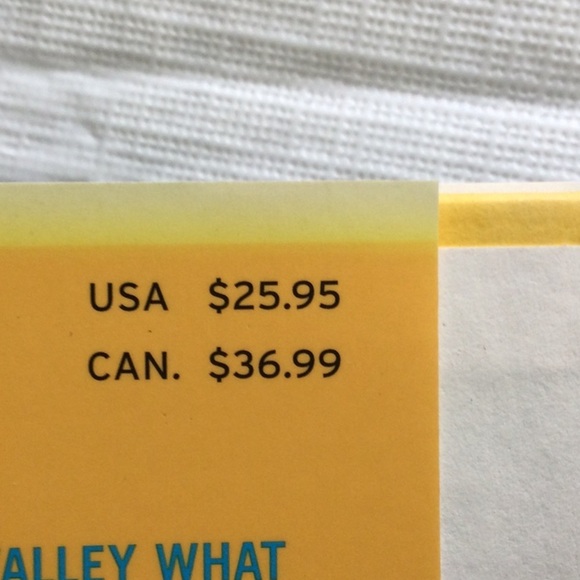 USA $25.95
CAN. $36.99
ALLEY WHAT